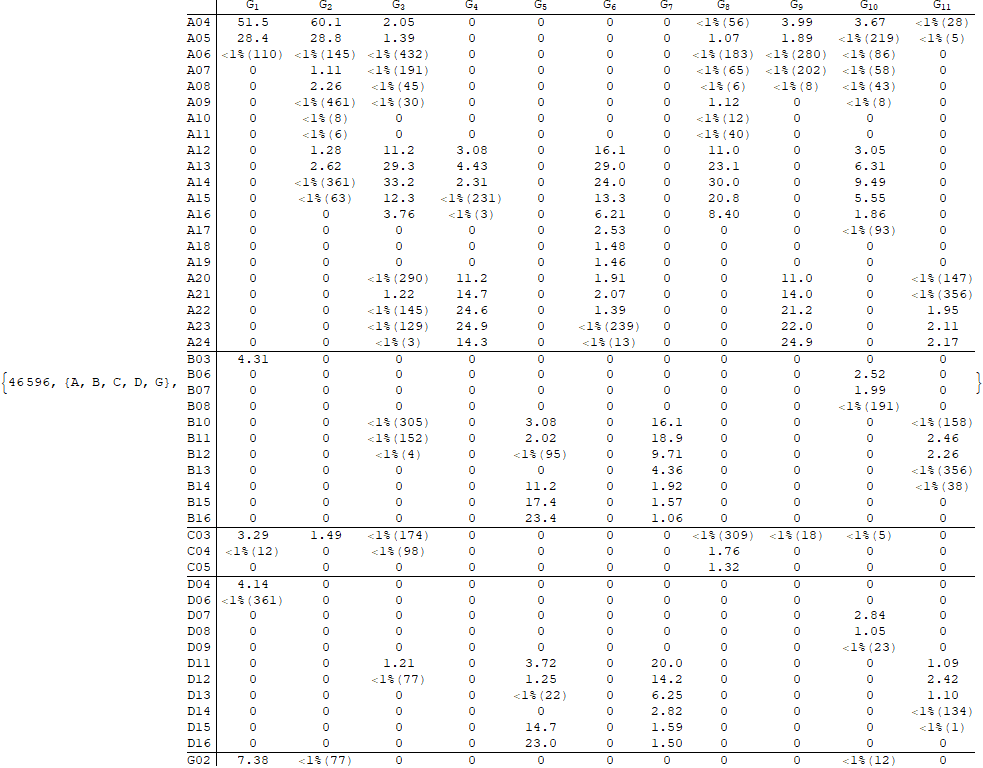 G1 G2 G3 G4 G5 G6 G7 G8 G9 G10 G11
A04 51.5 60.1 2.05 0 0 0 0 <1%(56) 3.99 3.67 <1%(28)
A05 28.4 28.8 1.39 0 0 0 0 1.07 1.89 <1%(219) <1%(5)
A06 <1%(110) <1%(145) <1%(432) 0 0 0 0 <1%(183) <1%(280) <1%(86) 0
A07 0 1.11 <1%(191) 0 0 0 0 <1%(65) <1%(202) <1%(58) 0
A08 0 2.26 <1%(45) 0 0 0 0 <1%(6) <1%(8) <1%(43) 0
A09 0 <1%(461) <1%(30) 0 0 0 0 1.12 0 <1%(8) 0
A10 0 <1%(8) 0 0 0 0 0 <1%(12) 0 0 0
A11 0 <1%(6) 0 0 0 0 0 <1%(40) 0 0 0
A12 0 1.28 11.2 3.08 0 16.1 0 11.0 0 3.05 0
A13 0 2.62 29.3 4.43 0 29.0 0 23.1 0 6.31 0
A14 0 <1%(361) 33.2 2.31 0 24.0 0 30.0 0 9.49 0
A15 0 <1%(63) 12.3 <1%(231) 0 13.3 0 20.8 0 5.55 0
A16 0 0 3.76 <1%(3) 0 6.21 0 8.40 0 1.86 0
A17 0 0 0 0 0 2.53 0 0 0 <1%(93) 0
A18 0 0 0 0 0 1.48 0 0 0 0 0
A19 0 0 0 0 0 1.46 0 0 0 0 0
A20 0 0 <1%(290) 11.2 0 1.91 0 0 11.0 0 <1%(147)
A21 0 0 1.22 14.7 0 2.07 0 0 14.0 0 <1%(356)
A22 0 0 <1%(145) 24.6 0 1.39 0 0 21.2 0 1.95
A23 0 0 <1%(129) 24.9 0 <1%(239) 0 0 22.0 0 2.11
A24 0 0 <1%(3) 14.3 0 <1%(13) 0 0 24.9 0 2.17
B03 4.31 0 0 0 0 0 0 0 0 0 0
B06 0 0 0 0 0 0 0 0 0 2.52 0
{46596, {A, B, C, D, G}, B07 0 0 0 0 0 0 0 0 0 1.99 0 }
B08 0 0 0 0 0 0 0 0 0 <1%(191) 0
B10 0 0 <1%(305) 0 3.08 0 16.1 0 0 0 <1%(158)
B11 0 0 <1%(152) 0 2.02 0 18.9 0 0 0 2.46
B12 0 0 <1%(4) 0 <1%(95) 0 9.71 0 0 0 2.26
B13 0 0 0 0 0 0 4.36 0 0 0 <1%(356)
B14 0 0 0 0 11.2 0 1.92 0 0 0 <1%(38)
B15 0 0 0 0 17.4 0 1.57 0 0 0 0
B16 0 0 0 0 23.4 0 1.06 0 0 0 0
C03 3.29 1.49 <1%(174) 0 0 0 0 <1%(309) <1%(18) <1%(5) 0
C04 <1%(12) 0 <1%(98) 0 0 0 0 1.76 0 0 0
C05 0 0 0 0 0 0 0 1.32 0 0 0
D04 4.14 0 0 0 0 0 0 0 0 0 0
D06 <1%(361) 0 0 0 0 0 0 0 0 0 0
D07 0 0 0 0 0 0 0 0 0 2.84 0
D08 0 0 0 0 0 0 0 0 0 1.05 0
D09 0 0 0 0 0 0 0 0 0 <1%(23) 0
D11 0 0 1.21 0 3.72 0 20.0 0 0 0 1.09
D12 0 0 <1%(77) 0 1.25 0 14.2 0 0 0 2.42
D13 0 0 0 0 <1%(22) 0 6.25 0 0 0 1.10
D14 0 0 0 0 0 0 2.82 0 0 0 <1%(134)
D15 0 0 0 0 14.7 0 1.59 0 0 0 <1%(1)
D16 0 0 0 0 23.0 0 1.50 0 0 0 0
G02 7.38 <1%(77) 0 0 0 0 0 0 0 <1%(12) 0